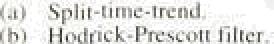 (a) Split-time-trend.
(b) Hodrick-Prescott filter.